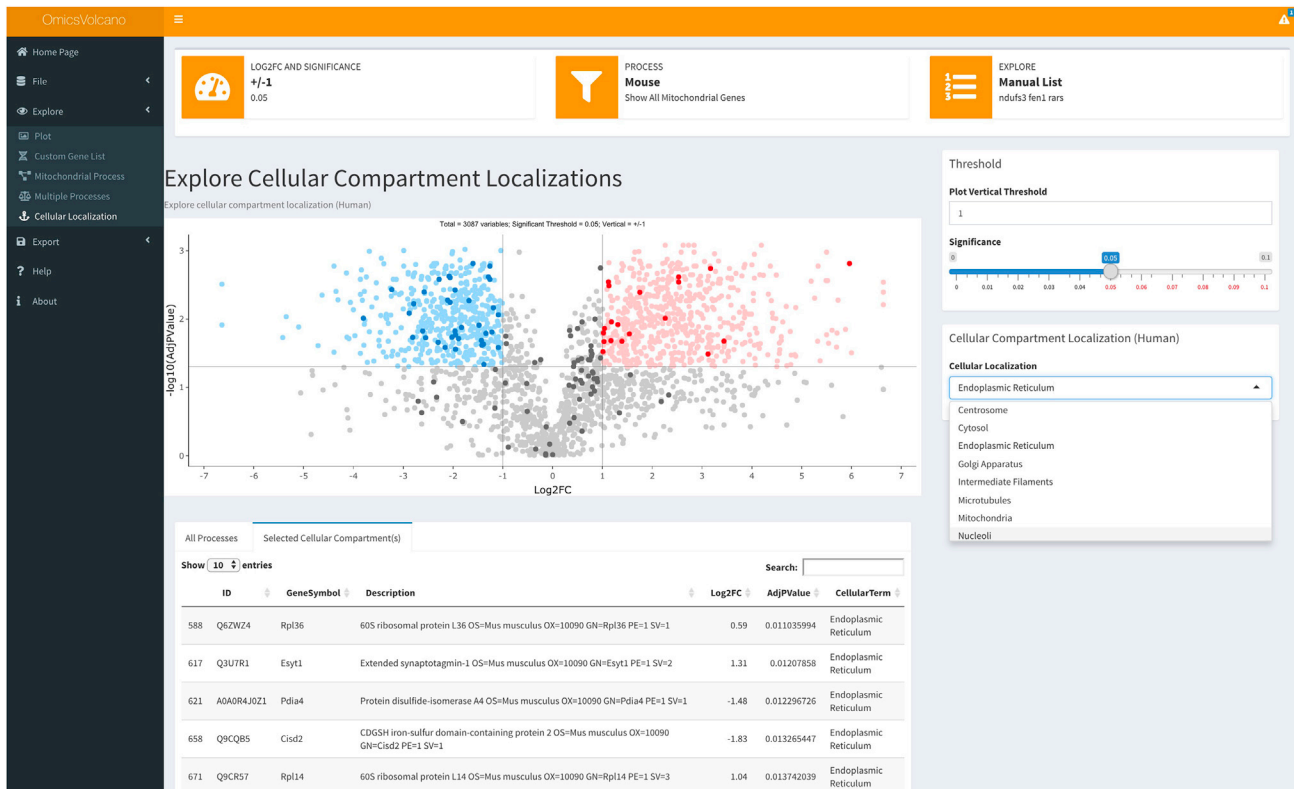 OmicsVolcano
Home Page
File
Explore
Plot
Custom Gene List
Mitochondrial Process
Multiple Processes
Cellular Localization
Export
Help
About
LOG2FC AND SIGNIFICANCE
+/-1
0.05
PROCESS
Mouse
Show All Mitochondrial Genes
EXPLORE
Manual List
ndufs3 fen1 rars
Explore Cellular Compartment Localizations
Explore cellular compartment localization (Human)
Total = 3087 variables; Significant Threshold = 0.05; Vertical = +/-1
-log10(AdjPValue)
3
2
1
0
-7 -6 -5 -4 -3 -2 -1 0 1 2 3 4 5 6 7
Log2FC
Threshold
Plot Vertical Threshold
1
Significance
0 0.05 0.1
0 0.01 0.02 0.03 0.04 0.05 0.06 0.07 0.08 0.09 0.1
Cellular Compartment Localization (Human)
Cellular Localization
Endoplasmic Reticulum
Centrosome
Cytosol
Endoplasmic Reticulum
Golgi Apparatus
Intermediate Filaments
Microtubules
Mitochondria
Nucleoli
All Processes Selected Cellular Compartment(s)
Show 10 entries Search:
ID GeneSymbol Description Log2FC AdjPValue CellularTerm
588 Q6ZWZ4 Rpl36 60S ribosomal protein L36 OS=Mus musculus OX=10090 GN=Rpl36 PE=1 SV=1 0.59 0.011035994 Endoplasmic
Reticulum
617 Q3U7R1 Esyt1 Extended synaptotagmin-1 OS=Mus musculus OX=10090 GN=Esyt1 PE=1 SV=2 1.31 0.01207858 Endoplasmic
Reticulum
621 A0A0R4J0Z1 Pdia4 Protein disulfide-isomerase A4 OS=Mus musculus OX=10090 GN=Pdia4 PE=1 SV=1 -1.48 0.012296726 Endoplasmic
Reticulum
658 Q9CQB5 Cisd2 CDGSH iron-sulfur domain-containing protein 2 OS=Mus musculus OX=10090 -1.83 0.013265447 Endoplasmic
GN=Cisd2 PE=1 SV=1 Reticulum
671 Q9CR57 Rpl14 60S ribosomal protein L14 OS=Mus musculus OX=10090 GN=Rpl14 PE=1 SV=3 1.04 0.013742039 Endoplasmic
Reticulum